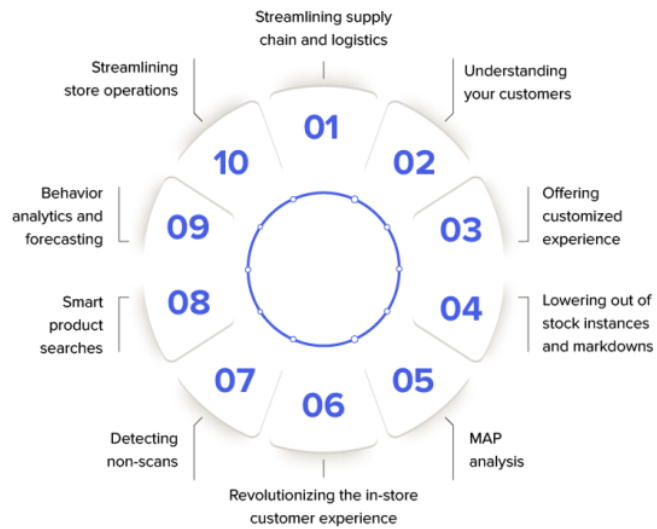 01
Streamlining supply
chain and logistics
02
Understanding
your customers
03
Offering
customized
experience
04
Lowering out of
stock instances
and markdowns
05
MAP
analysis
06
Revolutionizing the in-store
customer experience
07
Detecting
non-scans
08
Smart
product
searches
09
Behavior
analytics and
forecasting
10
Streamlining
store operations